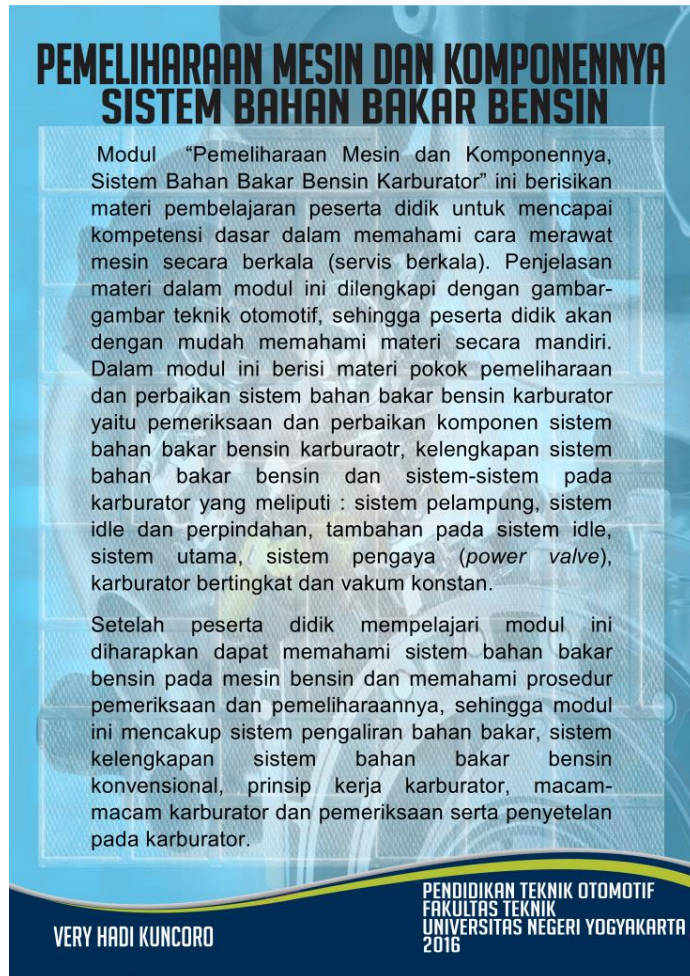 PEMELIHARAAN MESIN DAN KOMPONENNYA
SISTEM BAHAN BAKAR BENSIN
Modul “Pemeliharaan Mesin dan Komponennya,
Sistem Bahan Bakar Bensin Karburator” ini berisikan
materi pembelajaran peserta didik untuk mencapai
kompetensi dasar dalam memahami cara merawat
mesin secara berkala (servis berkala). Penjelasan
materi dalam modul ini dilengkapi dengan gambar-
gambar teknik otomotif, sehingga peserta didik akan
dengan mudah memahami materi secara mandiri.
Dalam modul ini berisi materi pokok pemeliharaan
dan perbaikan sistem bahan bakar bensin karburator
yaitu pemeriksaan dan perbaikan komponen sistem
bahan bakar bensin karburaotr, kelengkapan sistem
bahan bakar bensin dan sistem-sistem pada
karburator yang meliputi : sistem pelampung, sistem
idle dan perpindahan, tambahan pada sistem idle,
sistem utama, sistem pengaya (power valve),
karburator bertingkat dan vakum konstan.
Setelah peserta didik mempelajari modul ini
diharapkan dapat memahami sistem bahan bakar
bensin pada mesin bensin dan memahami prosedur
pemeriksaan dan pemeliharaannya, sehingga modul
ini mencakup sistem pengaliran bahan bakar, sistem
kelengkapan sistem bahan bakar bensin
konvensional, prinsip kerja karburator, macam-
macam karburator dan pemeriksaan serta penyetelan
pada karburator.
VERY HADI KUNCORO
PENDIDIKAN TEKNIK OTOMOTIF
FAKULTAS TEKNIK
UNIVERSITAS NEGERI YOGYAKARTA
2016